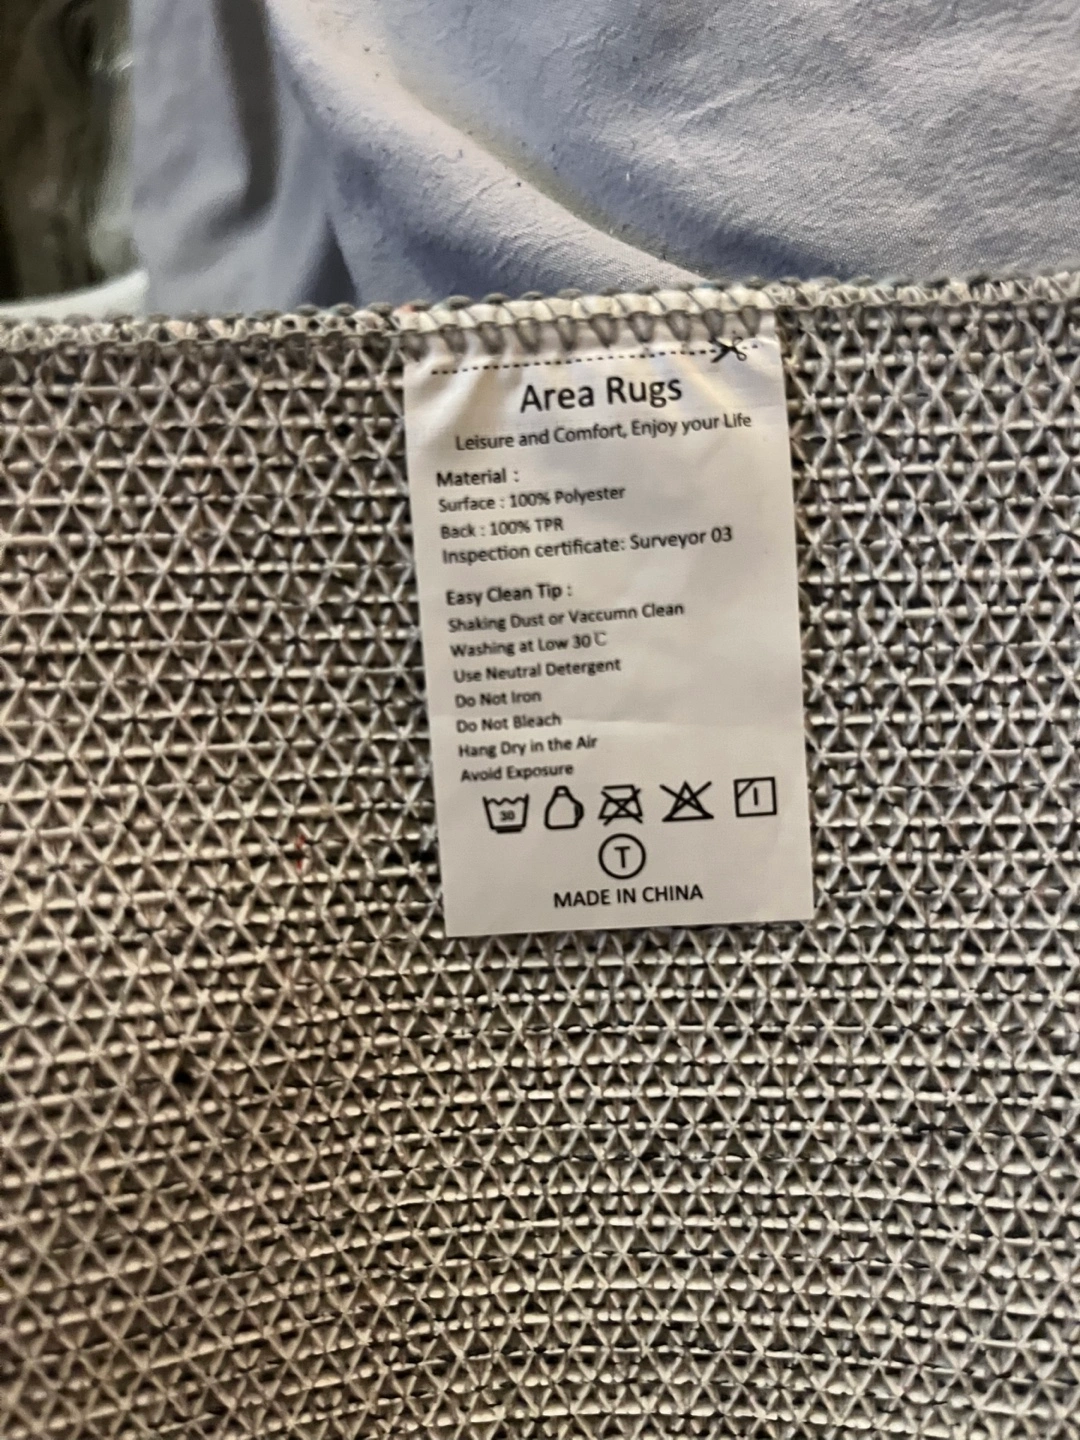 Area Rugs
Leisure and Comfort, Enjoy your Life
Material :
Surface : 100% Polyester
Back : 100% TPR
Inspection certificate: Surveyor 03
Easy Clean Tip :
Shaking Dust or Vaccumn Clean
Washing at Low 30℃
Use Neutral Detergent
Do Not Iron
Do Not Bleach
Hang Dry in the Air
Avoid Exposure
30
T
MADE IN CHINA